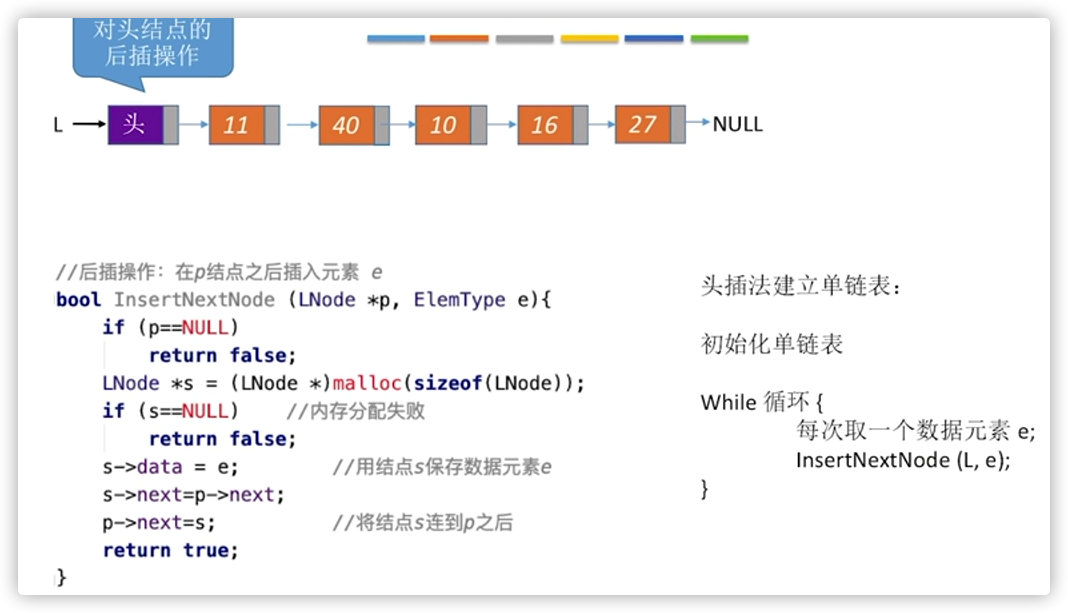 对头结点的
后插操作
L 头 11 40 10 16 27 NULL
//后插操作：在p结点之后插入元素 e
bool InsertNextNode (LNode *p, ElemType e){
if (p==NULL)
return false;
LNode *s = (LNode *)malloc(sizeof(LNode));
if (s==NULL) //内存分配失败
return false;
s->data = e; //用结点s保存数据元素e
s->next=p->next;
p->next=s; //将结点s连到p之后
return true;
}
头插法建立单链表：
初始化单链表
While 循环 {
每次取一个数据元素 e;
InsertNextNode (L, e);
}